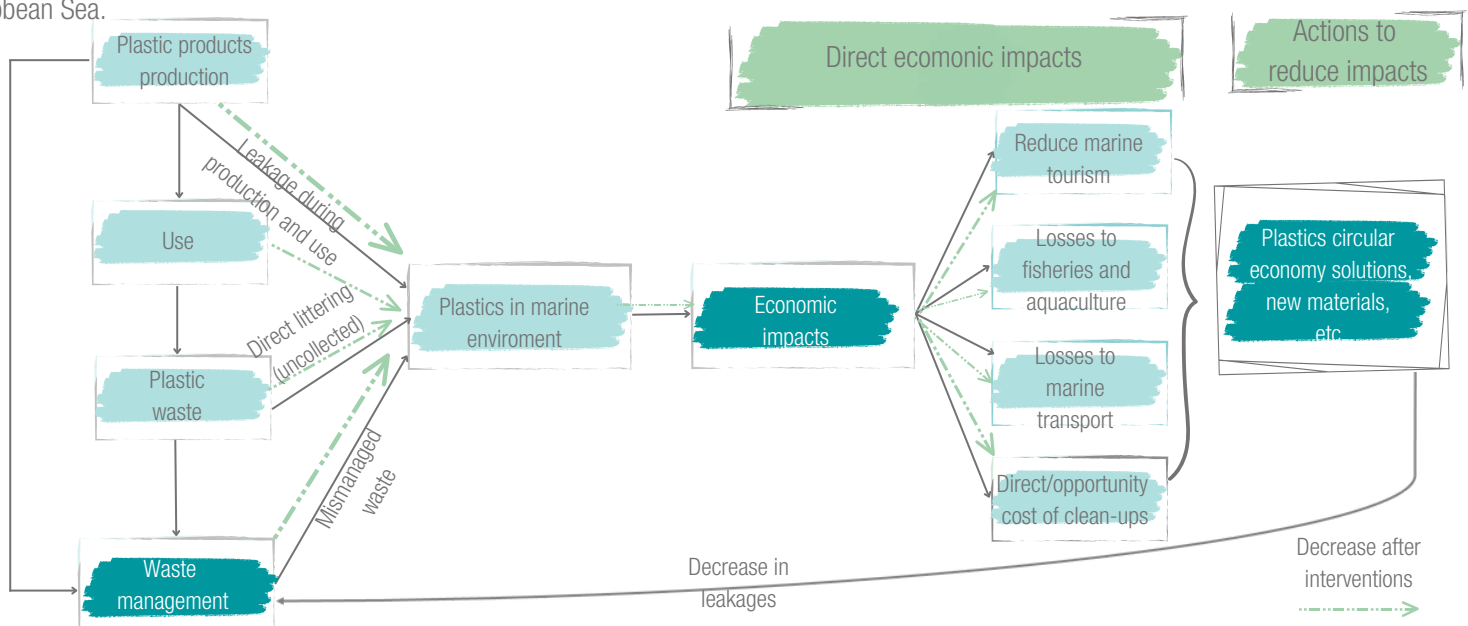 bbean Sea.
Plastic products
production
Direct ecomonic impacts
Actions to
reduce impacts
Leakage during
production and use
Reduce marine
tourism
Use
Losses to
fisheries and
aquaculture
Plastics circular
economy solutions,
new materials,
etc
Direct littering
(uncollected)
Plastics in marine
enviroment
Economic
impacts
Plastic
waste
Losses to
marine
transport
Mismanaged
waste
Direct/opportunity
cost of clean-ups
Waste
management
Decrease in
leakages
Decrease after
interventions